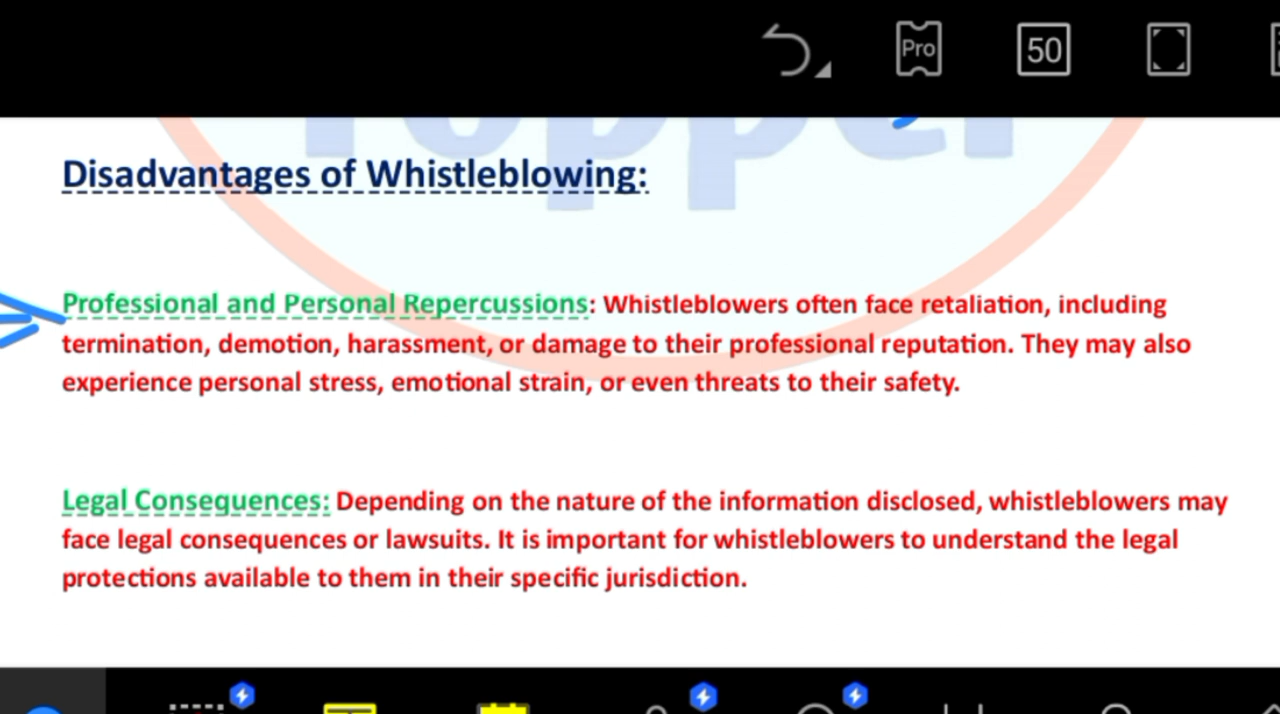 Pro
50
Topper
Disadvantages of Whistleblowing:
Professional and Personal Repercussions: Whistleblowers often face retaliation, including
termination, demotion, harassment, or damage to their professional reputation. They may also
experience personal stress, emotional strain, or even threats to their safety.
Legal Consequences: Depending on the nature of the information disclosed, whistleblowers may
face legal consequences or lawsuits. It is important for whistleblowers to understand the legal
protections available to them in their specific jurisdiction.